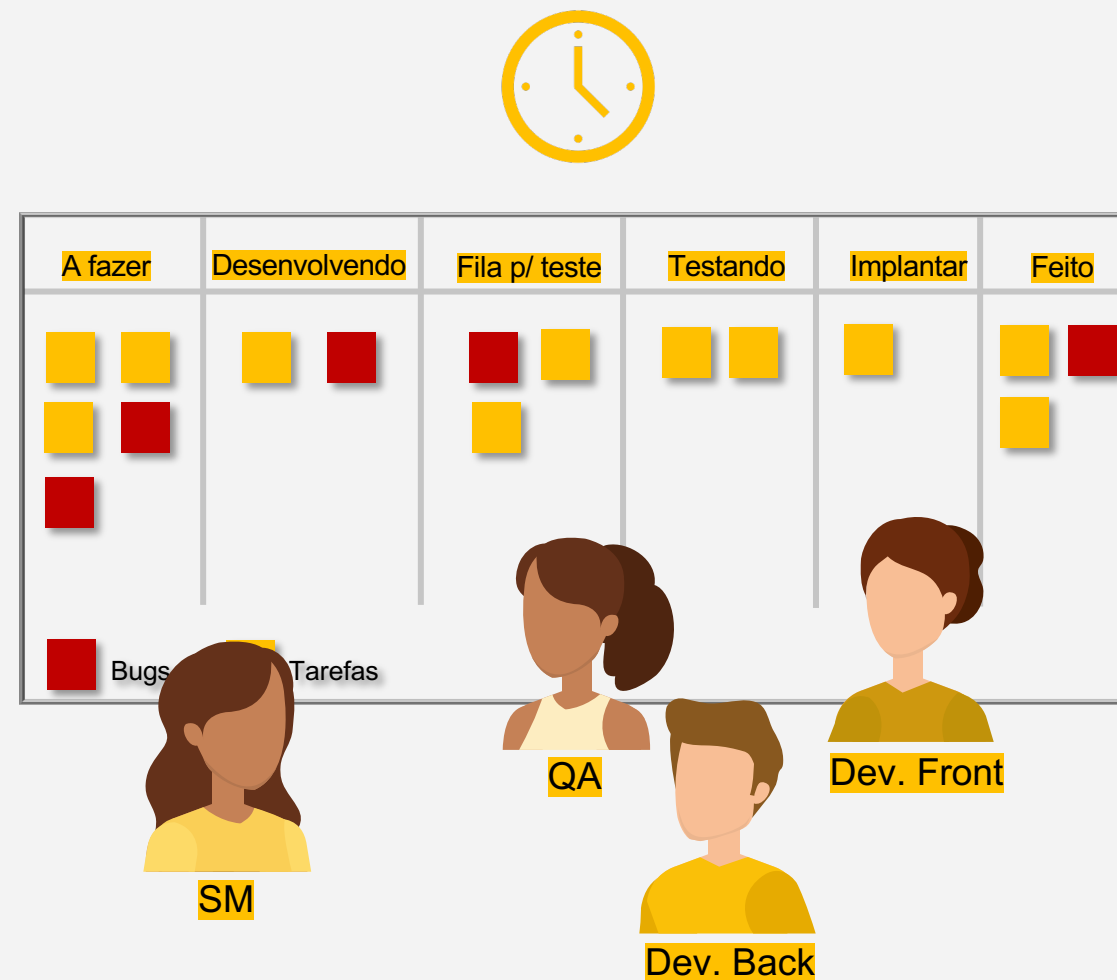 A fazer
Desenvolvendo
Fila p/ teste
Testando
Implantar
Feito
Bugs
Tarefas
QA
Dev. Front
SM
Dev. Back